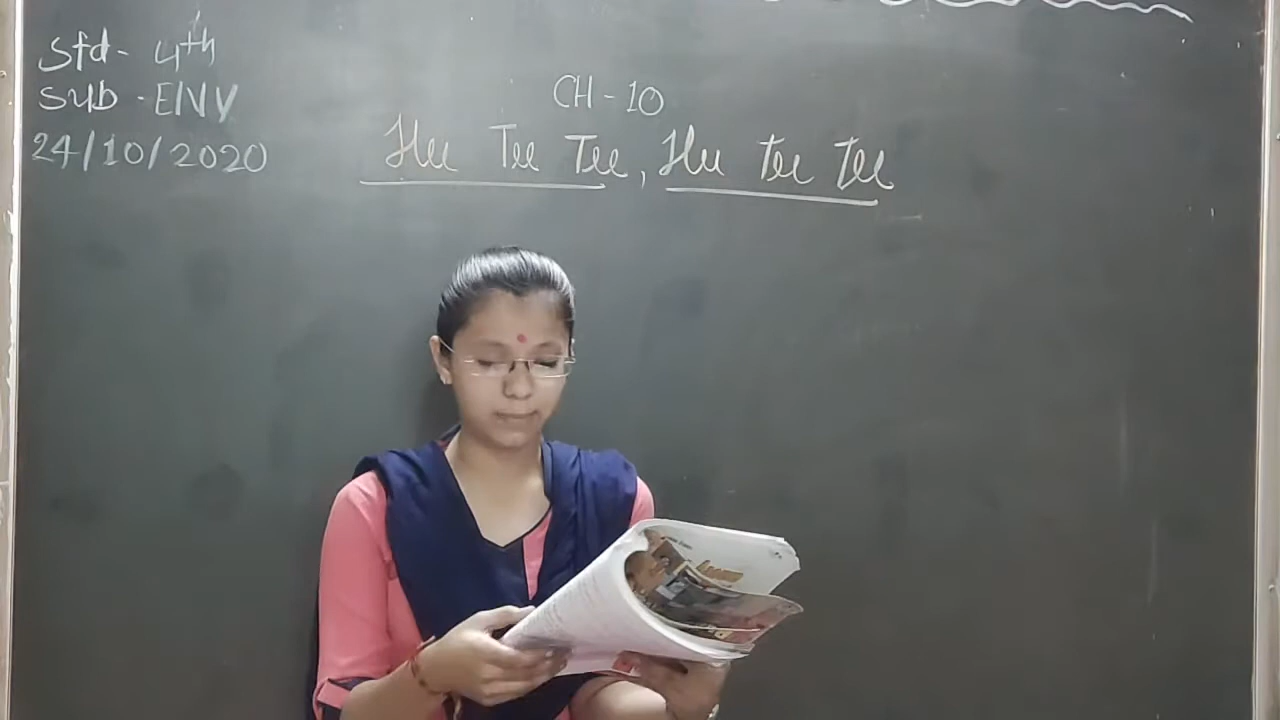 Std - 4th
Sub - ENV
24/10/2020
CH - 10
Hu Tu Tu, Hu tu tu